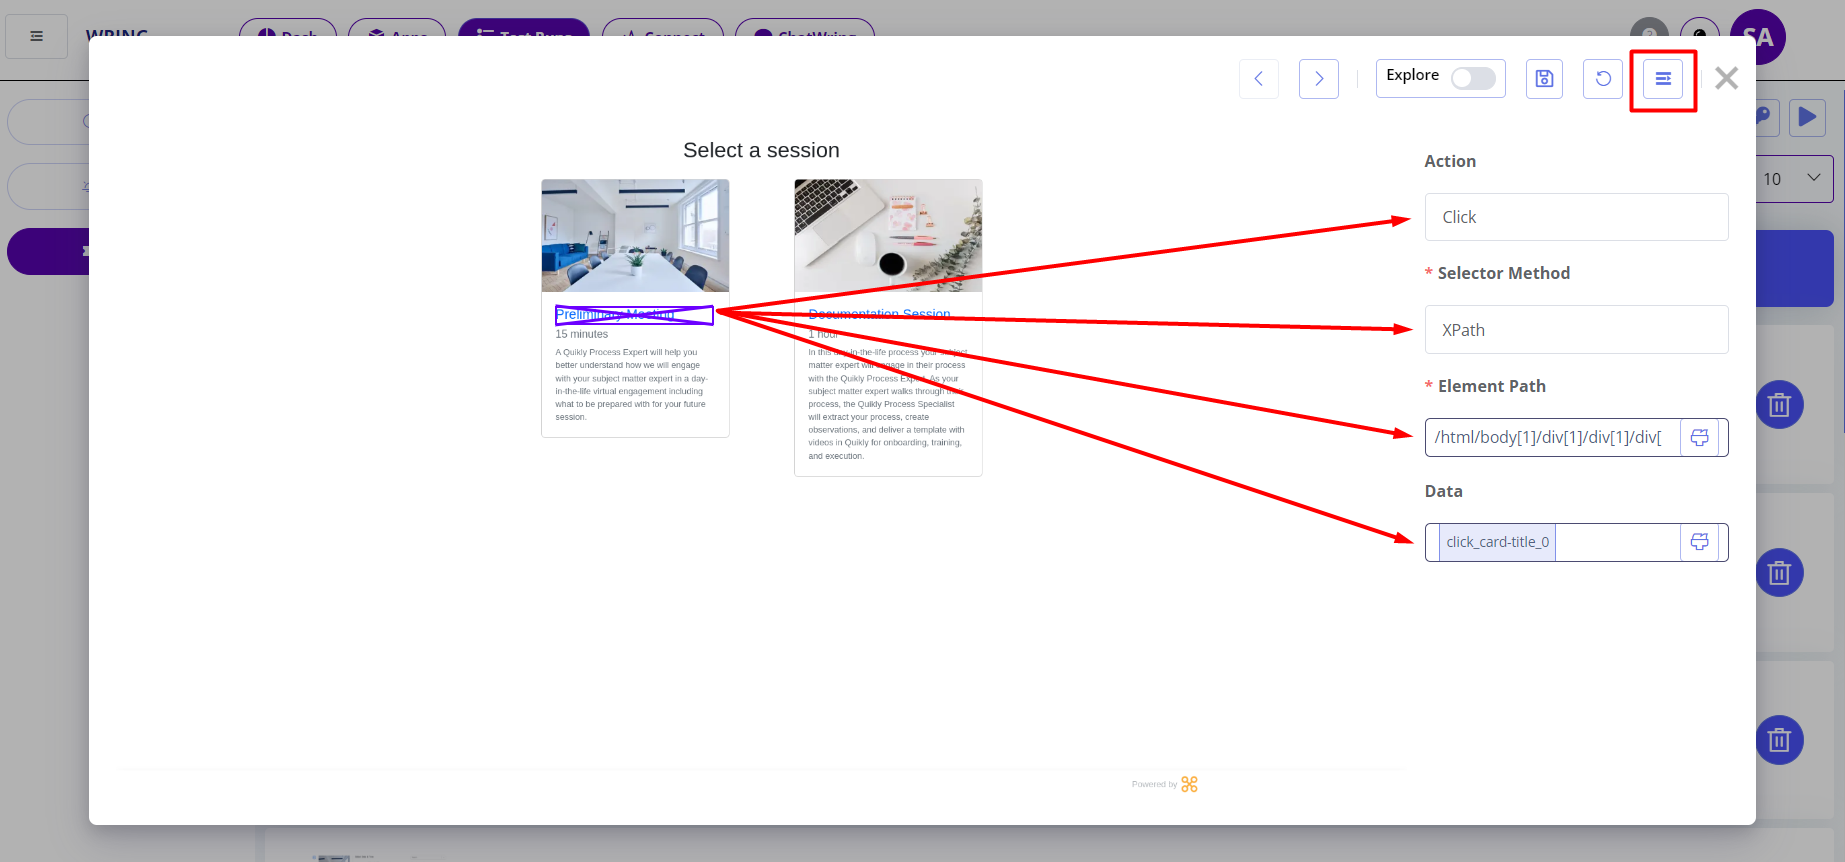 WRING
Dash
Apps
Test Runs
Connect
ChatWring
?
SA
Explore
10
Select a session
Preliminary Meeting
15 minutes
A Quikly Process Expert will help you
better understand how we will engage
with your subject matter expert in a day-
in-the-life virtual engagement including
what to be prepared with for your future
session.
Documentation Session
1 hour
In this day-in-the-life process your subject
matter expert will engage in their process
with the Quikly Process Expert. As your
subject matter expert walks through their
process, the Quikly Process Specialist
will extract your process, create
observations, and deliver a template with
videos in Quikly for onboarding, training,
and execution.
Action
Click
* Selector Method
XPath
* Element Path
/html/body[1]/div[1]/div[1]/div[
Data
click_card-title_0
Powered by